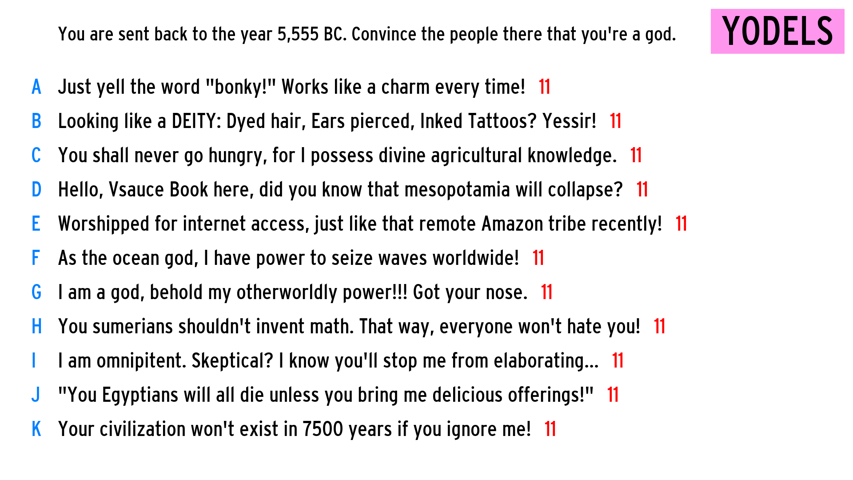 You are sent back to the year 5,555 BC. Convince the people there that you're a god.
YODELS
A Just yell the word "bonky!" Works like a charm every time! 11
B Looking like a DEITY: Dyed hair, Ears pierced, Inked Tattoos? Yessir! 11
C You shall never go hungry, for I possess divine agricultural knowledge. 11
D Hello, Vsauce Book here, did you know that mesopotamia will collapse? 11
E Worshipped for internet access, just like that remote Amazon tribe recently! 11
F As the ocean god, I have power to seize waves worldwide! 11
G I am a god, behold my otherworldly power!!! Got your nose. 11
H You sumerians shouldn't invent math. That way, everyone won't hate you! 11
I I am omnipitent. Skeptical? I know you'll stop me from elaborating... 11
J "You Egyptians will all die unless you bring me delicious offerings!" 11
K Your civilization won't exist in 7500 years if you ignore me! 11